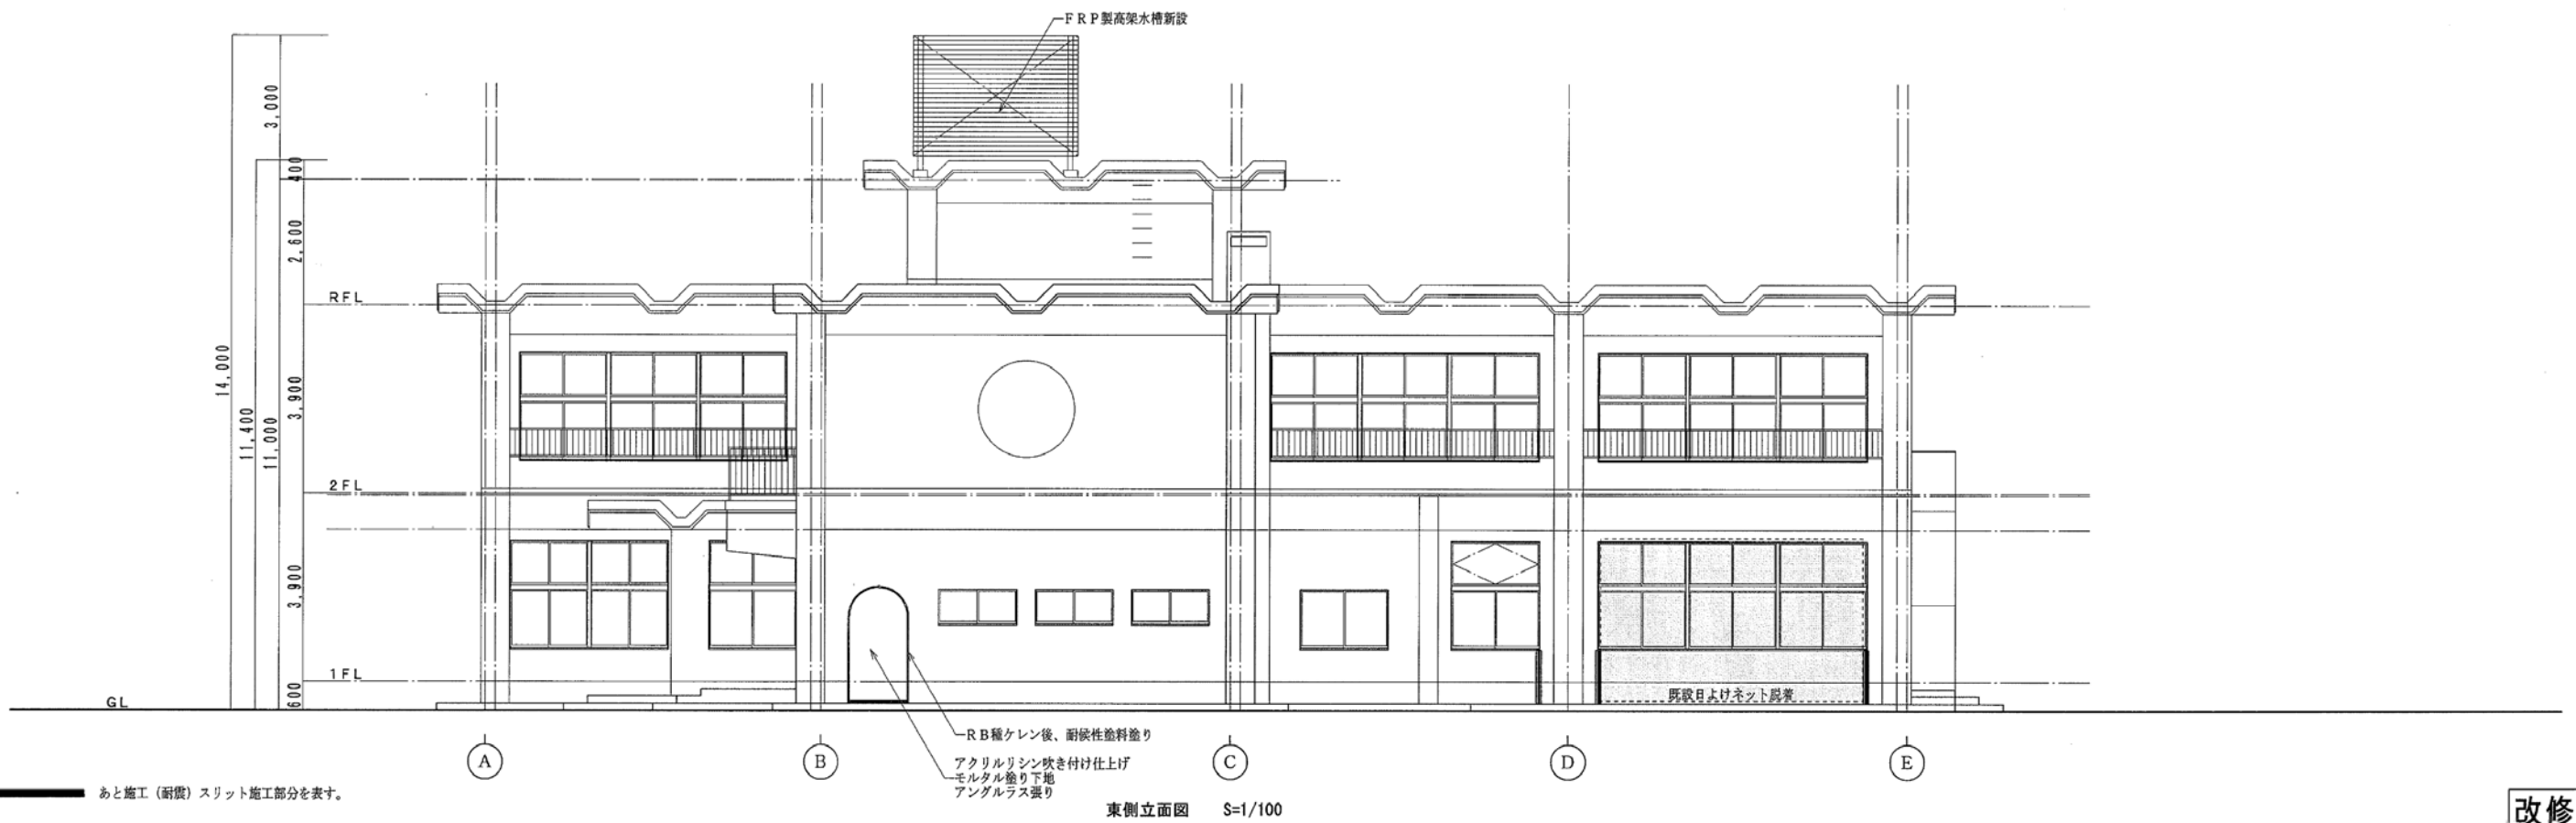 FRP製高架水槽新設
3,000
400
2,600
RFL
14,000
11,400
11,000
3,900
2FL
3,900
1FL
600
GL
既設日よけネット脱着
RB種ケレン後、耐候性塗料塗り
アクリルリシン吹き付け仕上げ
モルタル塗り下地
アングルラス張り
A
B
C
D
E
あと施工（耐震）スリット施工部分を表す。
東側立面図 S=1/100
改修